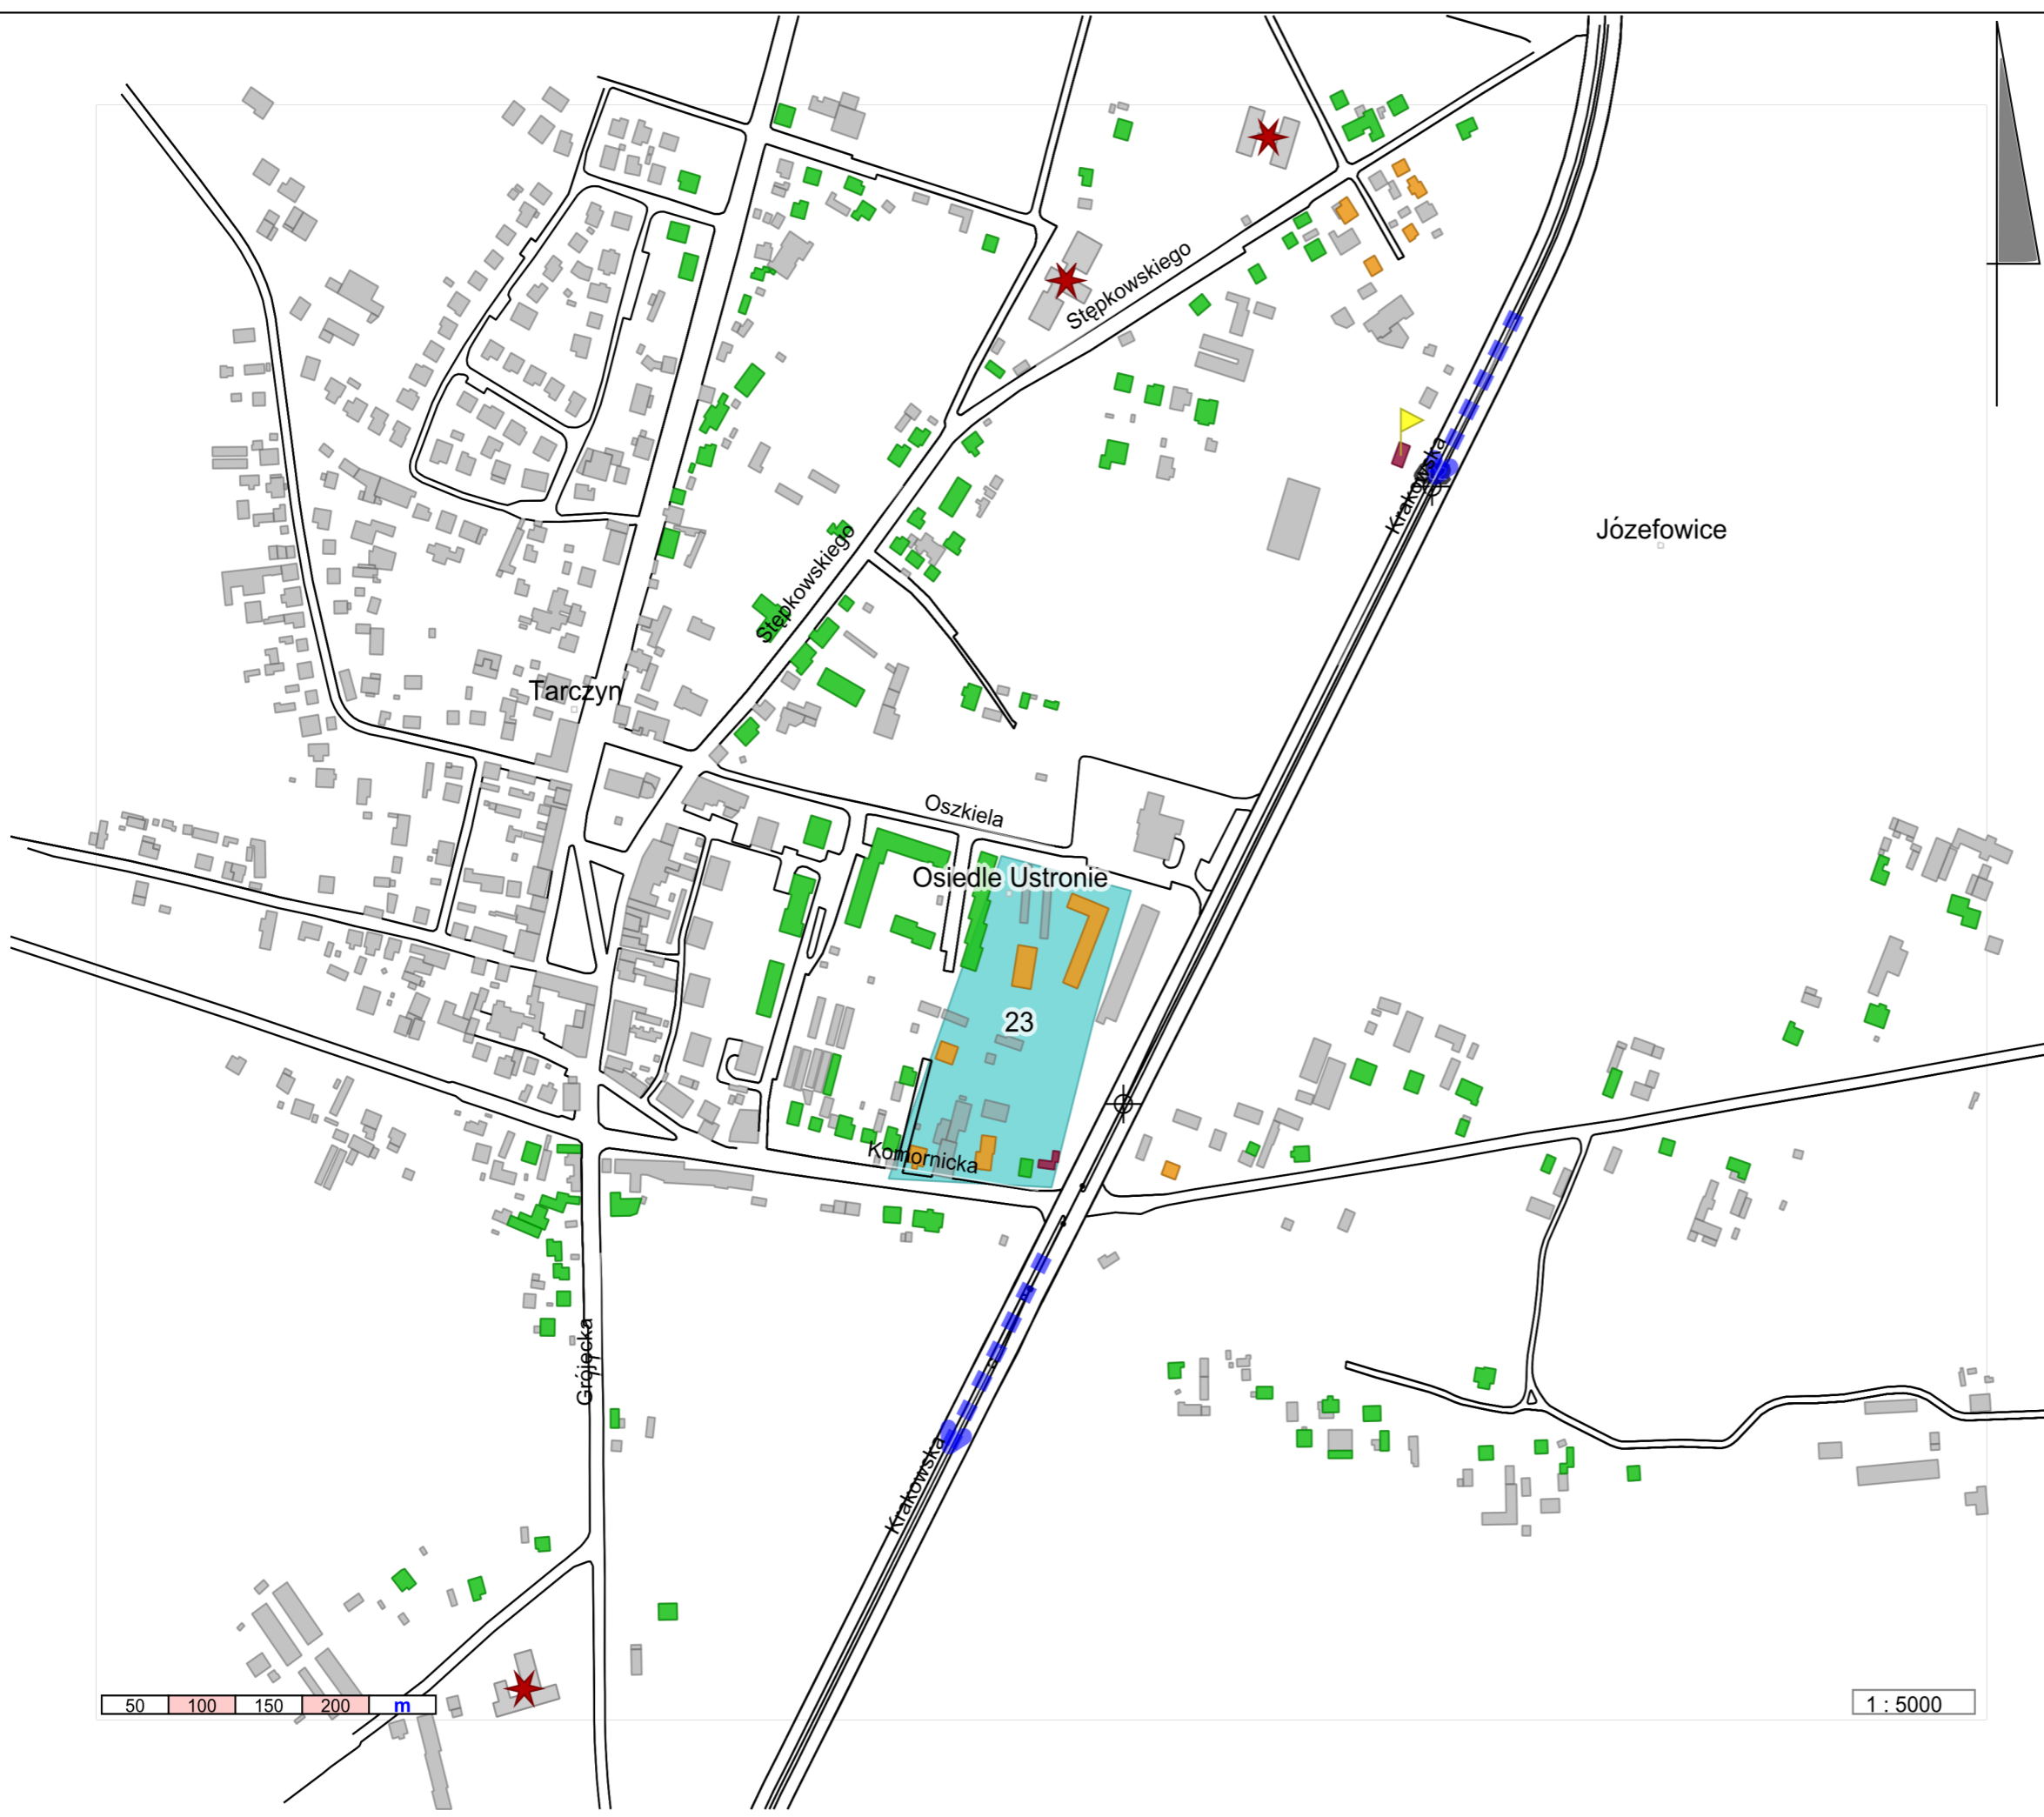 Stępkowskiego
Krakowska
Józefowice
Stępkowskiego
Tarczyn
Oszkiela
Osiedle Ustronie
23
Komornicka
Grójecka
Krakowska
50 100 150 200 m
1 : 5000